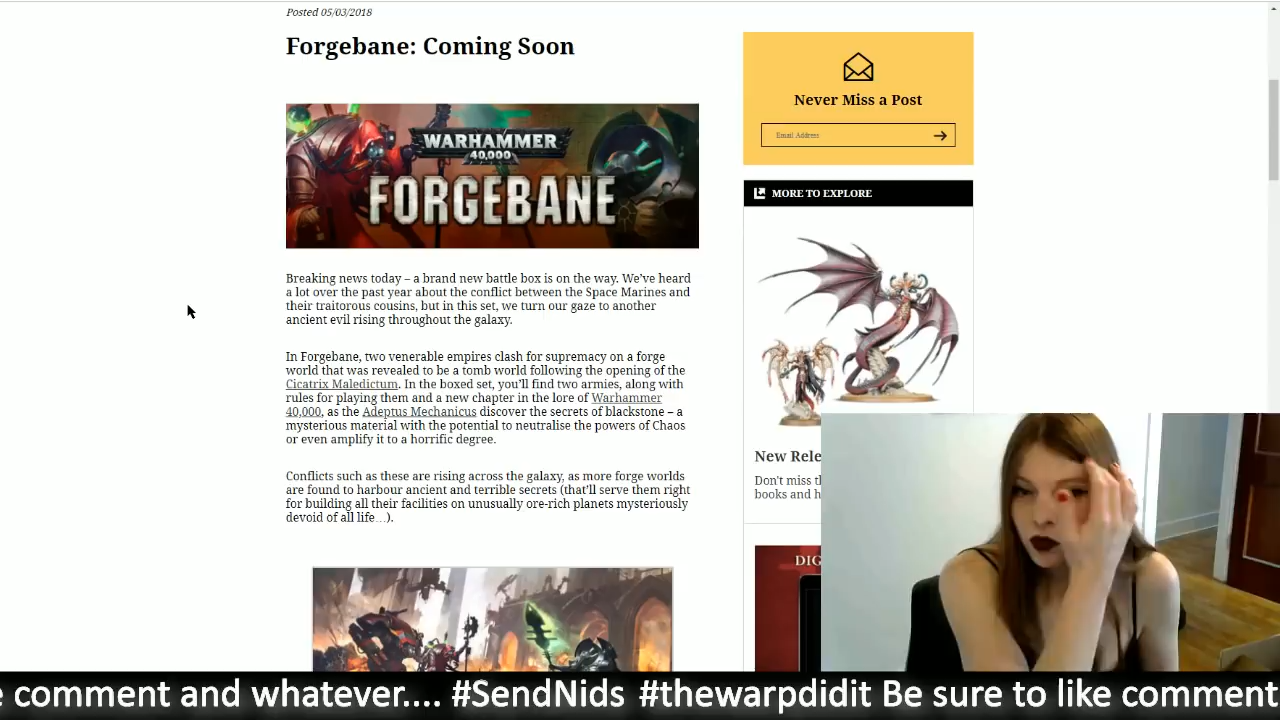 Posted 05/03/2018
Forgebane: Coming Soon
WARHAMMER
40,000
FORGEBANE
Breaking news today – a brand new battle box is on the way. We've heard
a lot over the past year about the conflict between the Space Marines and
their traitorous cousins, but in this set, we turn our gaze to another
ancient evil rising throughout the galaxy.
In Forgebane, two venerable empires clash for supremacy on a forge
world that was revealed to be a tomb world following the opening of the
Cicatrix Maledictum. In the boxed set, you'll find two armies, along with
rules for playing them and a new chapter in the lore of Warhammer
40,000, as the Adeptus Mechanicus discover the secrets of blackstone – a
mysterious material with the potential to neutralise the powers of Chaos
or even amplify it to a horrific degree.
Conflicts such as these are rising across the galaxy, as more forge worlds
are found to harbour ancient and terrible secrets (that'll serve them right
for building all their facilities on unusually ore-rich planets mysteriously
devoid of all life…).
Never Miss a Post
Email Address
MORE TO EXPLORE
New Rele
Don't miss th
books and h
DIG
e comment and whatever.... #SendNids #thewarpdidit Be sure to like comment